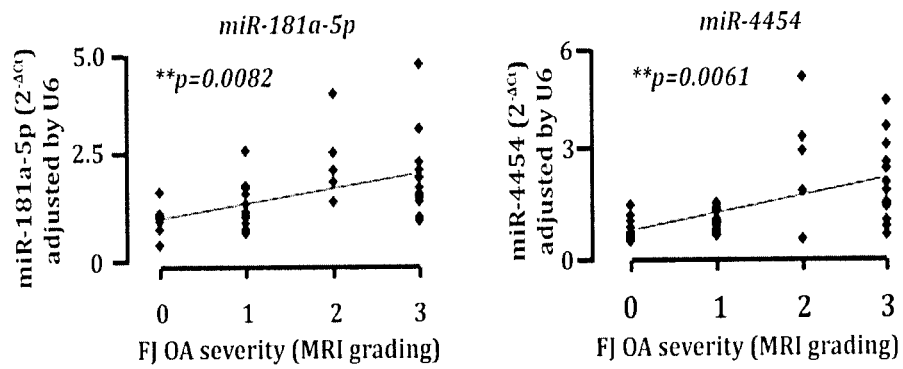 miR-181a-5p
miR-181a-5p (2-ΔCt)
adjusted by U6
5.0
2.5
0
**p=0.0082
0 1 2 3
FJ OA severity (MRI grading)
miR-4454
miR-4454 (2-ΔCt)
adjusted by U6
6
3
0
**p=0.0061
0 1 2 3
FJ OA severity (MRI grading)